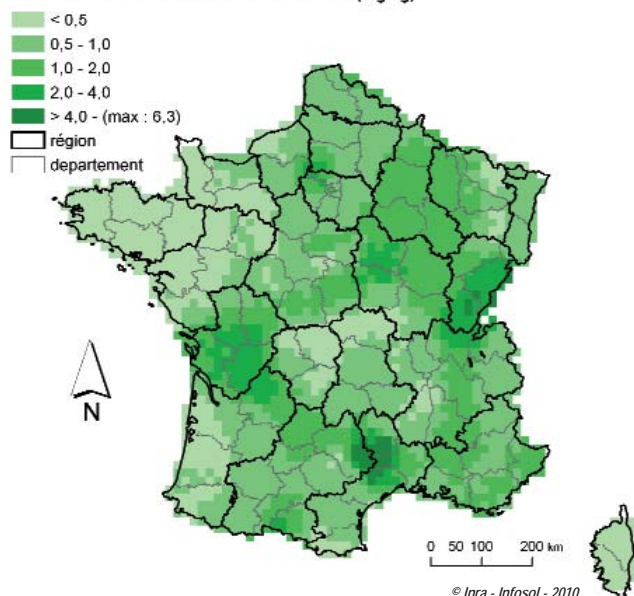 < 0,5
0,5 - 1,0
1,0 - 2,0
2,0 - 4,0
> 4,0 - (max : 6,3)
région
departement
N
0 50 100 200 km
© Inra - Infosol - 2010